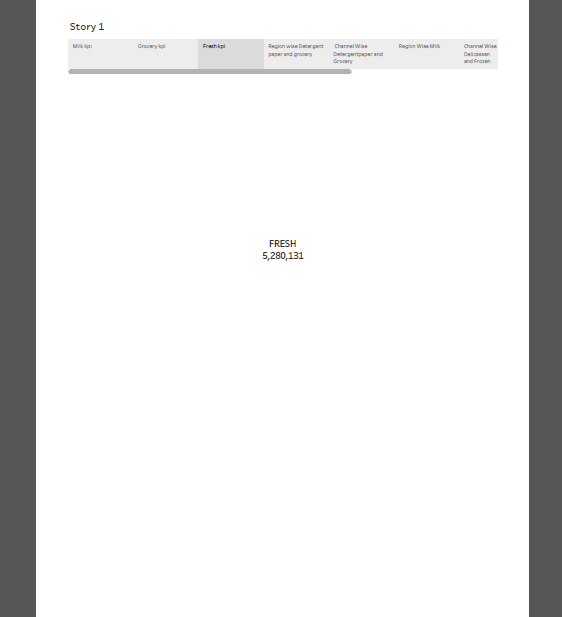 Story 1
Milk kpi
Grocery kpi
Fresh kpi
Region wise Detergent
paper and grocery
Channel Wise
Detergentpaper and
Grocery
Region Wise Milk
Channel Wise
Delicassen
and Frozen
FRESH
5,280,131